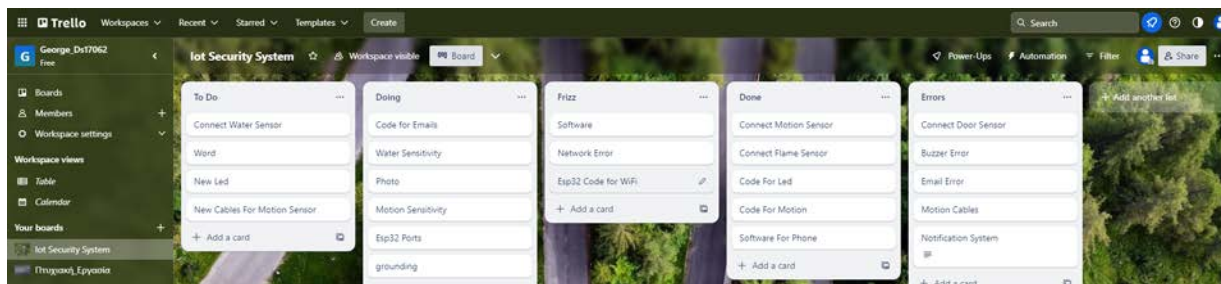 Trello Workspaces Recent Starred Templates Create Search
George_Ds17062
Free
Iot Security System Workspace visible Board Power-Ups Automation Filter Share
Boards
Members
Workspace settings
Workspace views
Table
Calendar
Your boards
Iot Security System
Πτυχιακή_Εργασία
To Do
Connect Water Sensor
Word
New Led
New Cables For Motion Sensor
+ Add a card
Doing
Code for Emails
Water Sensitivity
Photo
Motion Sensitivity
Esp32 Ports
grounding
Frizz
Software
Network Error
Esp32 Code for WiFi
+ Add a card
Done
Connect Motion Sensor
Connect Flame Sensor
Code For Led
Code For Motion
Software For Phone
+ Add a card
Errors
Connect Door Sensor
Buzzer Error
Email Error
Motion Cables
Notification System
+ Add a card
+ Add another list